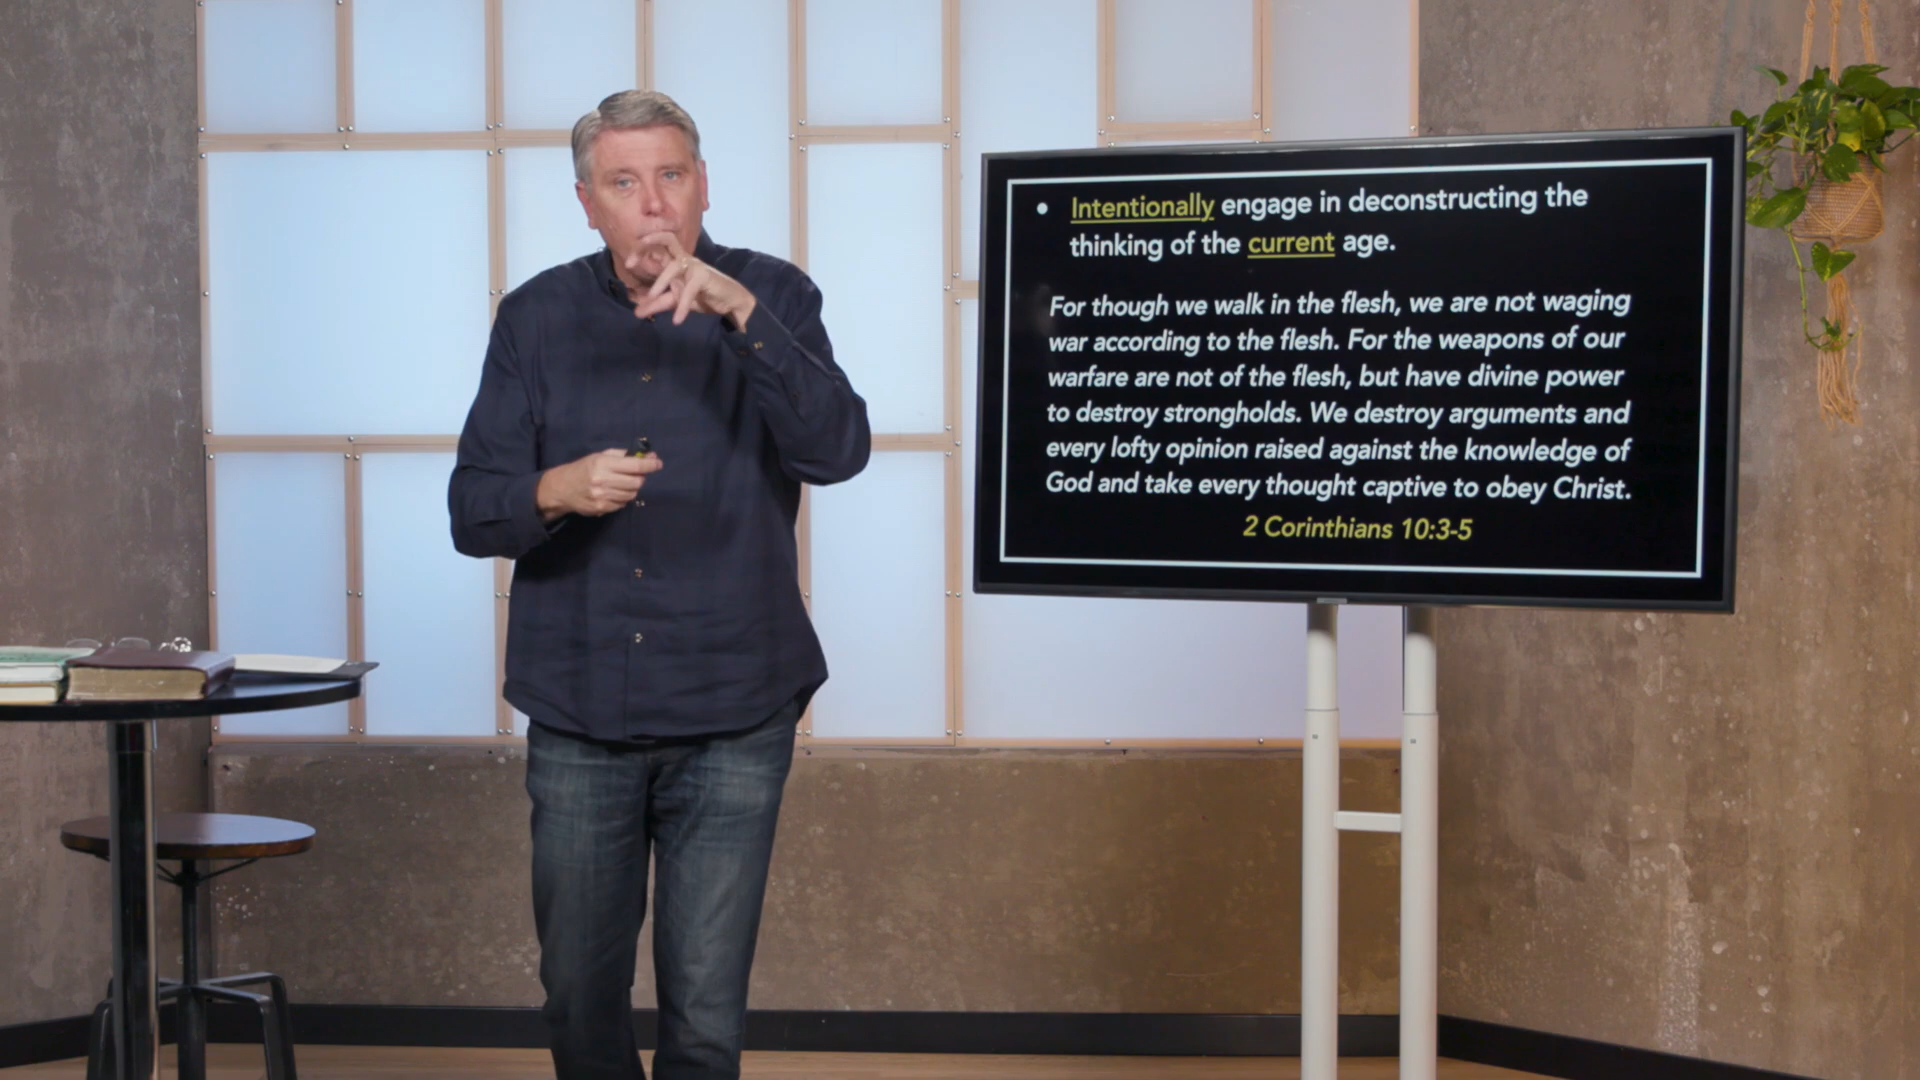 • Intentionally engage in deconstructing the
thinking of the current age.
For though we walk in the flesh, we are not waging
war according to the flesh. For the weapons of our
warfare are not of the flesh, but have divine power
to destroy strongholds. We destroy arguments and
every lofty opinion raised against the knowledge of
God and take every thought captive to obey Christ.
2 Corinthians 10:3-5